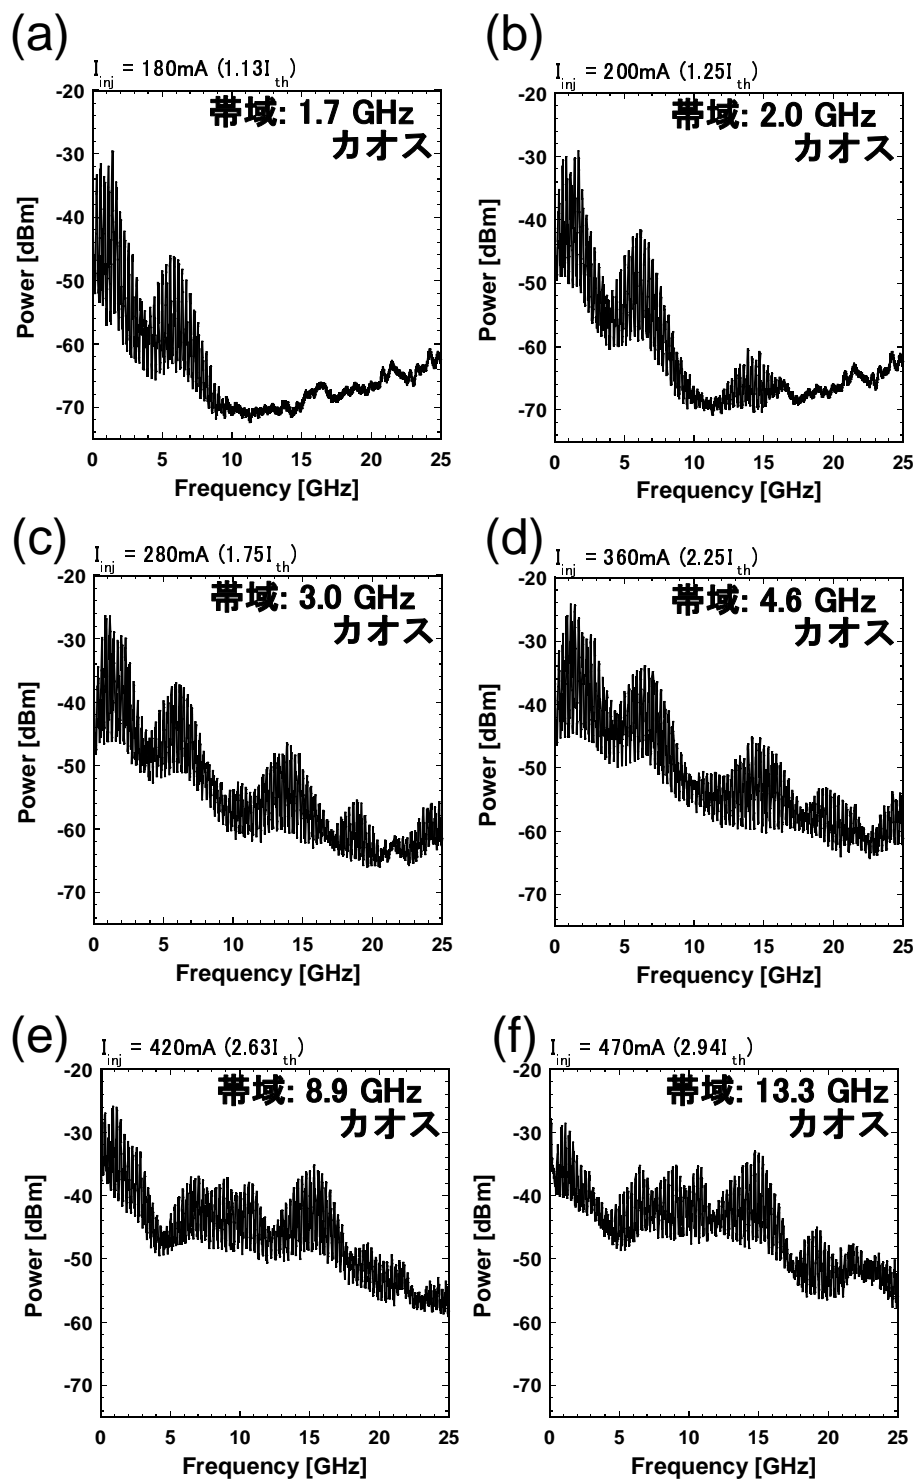 (a)
I_inj = 180mA (1.13I_th)
帯域: 1.7 GHz
カオス
-20
-30
-40
-50
-60
-70
Power [dBm]
0 5 10 15 20 25
Frequency [GHz]
(b)
I_inj = 200mA (1.25I_th)
帯域: 2.0 GHz
カオス
-20
-30
-40
-50
-60
-70
Power [dBm]
0 5 10 15 20 25
Frequency [GHz]
(c)
I_inj = 280mA (1.75I_th)
帯域: 3.0 GHz
カオス
-20
-30
-40
-50
-60
-70
Power [dBm]
0 5 10 15 20 25
Frequency [GHz]
(d)
I_inj = 360mA (2.25I_th)
帯域: 4.6 GHz
カオス
-20
-30
-40
-50
-60
-70
Power [dBm]
0 5 10 15 20 25
Frequency [GHz]
(e)
I_inj = 420mA (2.63I_th)
帯域: 8.9 GHz
カオス
-20
-30
-40
-50
-60
-70
Power [dBm]
0 5 10 15 20 25
Frequency [GHz]
(f)
I_inj = 470mA (2.94I_th)
帯域: 13.3 GHz
カオス
-20
-30
-40
-50
-60
-70
Power [dBm]
0 5 10 15 20 25
Frequency [GHz]